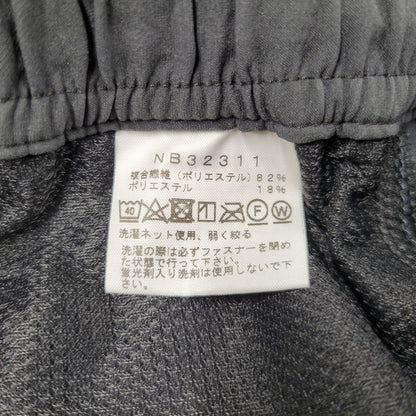 NB32311
複合繊維（ポリエステル）82%
ポリエステル 18%
40 F W
洗濯ネット使用、弱く絞る
洗濯の際は必ずファスナーを閉め
た状態で行って下さい。
蛍光剤入り洗剤は使用しないで下
さい。